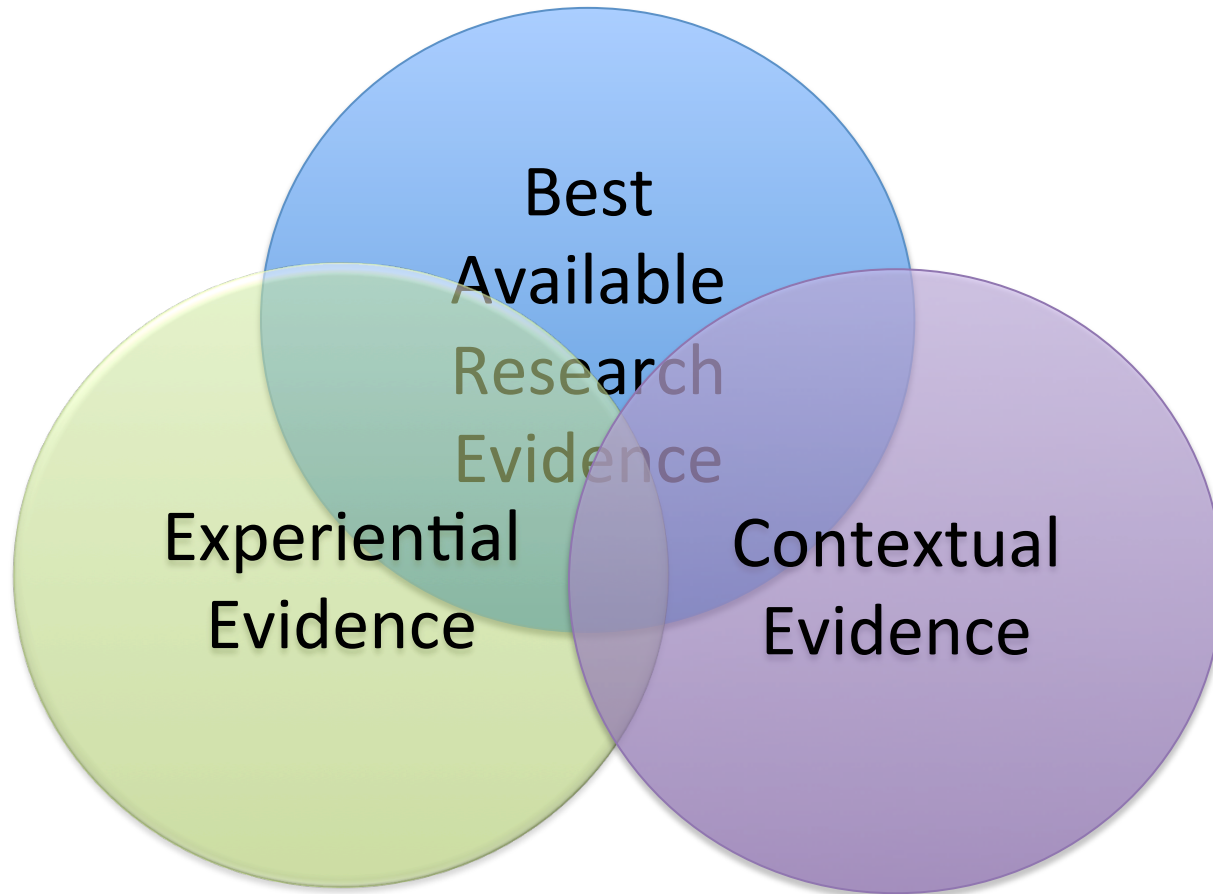 Best
Available
Research
Evidence
Experiential
Evidence
Contextual
Evidence